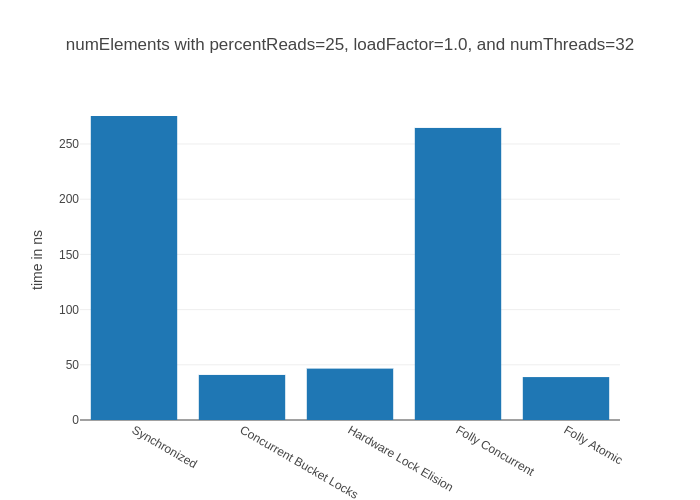 numElements with percentReads=25, loadFactor=1.0, and numThreads=32
time in ns
250
200
150
100
50
0
Synchronized
Concurrent Bucket Locks
Hardware Lock Elision
Folly Concurrent
Folly Atomic